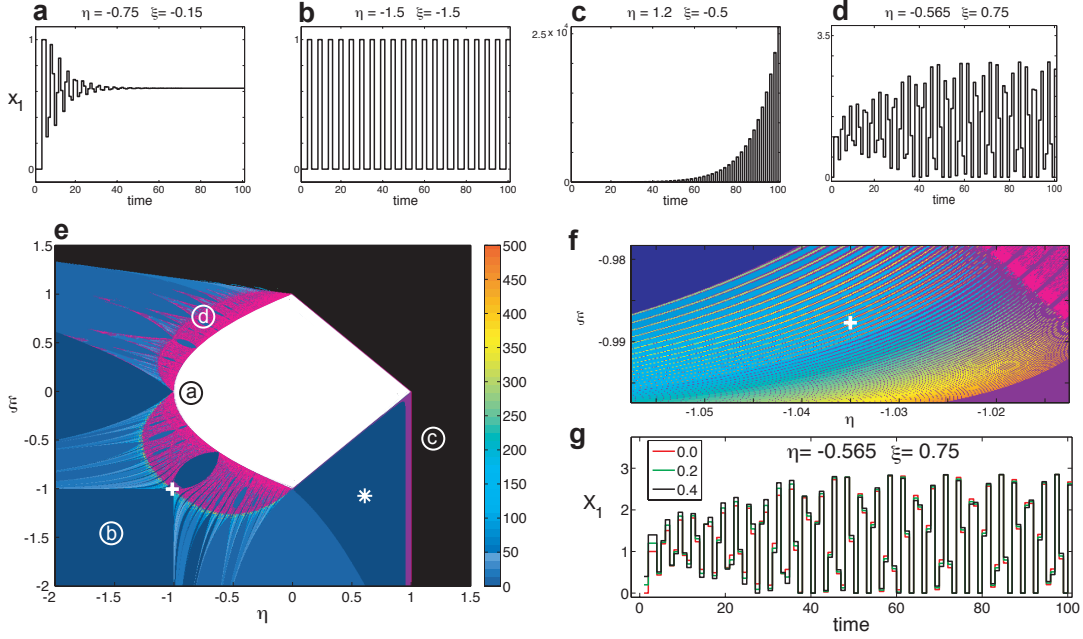 a η = -0.75 ξ= -0.15
1
0
x₁
0 20 40 60 80 100
time
b η = -1.5 ξ= -1.5
1
0
0 20 40 60 80 100
time
c η = 1.2 ξ= -0.5
2.5 x 10⁴
0
0 20 40 60 80 100
time
d η = -0.565 ξ= 0.75
3.5
0
0 20 40 60 80 100
time
e
1.5
1
0.5
0
-0.5
-1
-1.5
-2
ξ
-2 -1.5 -1 -0.5 0 0.5 1 1.5
η
a
b
c
d
*
500
450
400
350
300
250
200
150
100
50
0
f
-0.98
-0.99
ξ
-1.05 -1.04 -1.03 -1.02
η
g
η= -0.565 ξ= 0.75
0.0
0.2
0.4
3
2
1
0
X₁
0 20 40 60 80 100
time